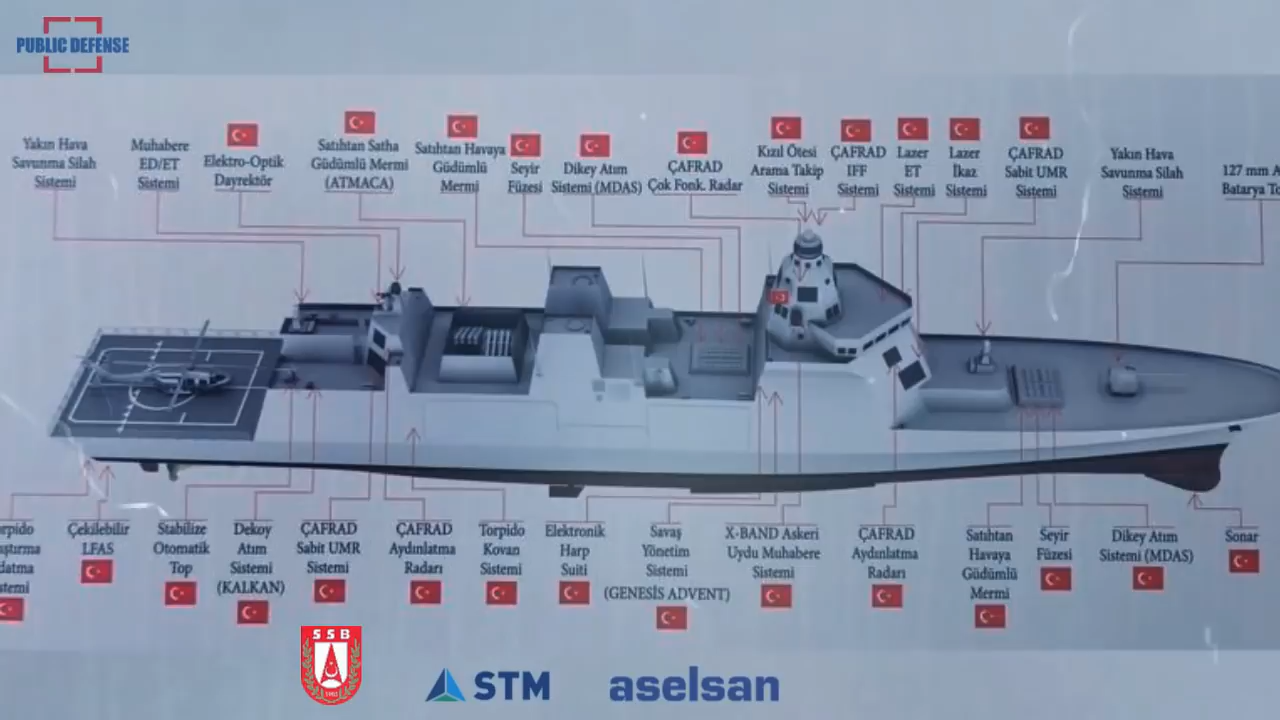 PUBLIC DEFENSE
Yakın Hava
Savunma Silah
Sistemi
Muhabere
ED/ET
Sistemi
Elektro-Optik
Dayrektör
Satıhtan Satha
Güdümlü Mermi
(ATMACA)
Satıhtan Havaya
Güdümlü
Mermi
Seyir
Füzesi
Dikey Atım
Sistemi (MDAS)
ÇAFRAD
Çok Fonk. Radar
Kızıl Ötesi
Arama Takip
Sistemi
ÇAFRAD
IFF
Sistemi
Lazer
ET
Sistemi
Lazer
İkaz
Sistemi
ÇAFRAD
Sabit UMR
Sistemi
Yakın Hava
Savunma Silah
Sistemi
127 mm A
Batarya To
orpido
Çekilebilir
LFAS
Stabilize
Otomatik
Top
Dekoy
Atım
Sistemi
(KALKAN)
ÇAFRAD
Sabit UMR
Sistemi
ÇAFRAD
Aydınlatma
Radarı
Torpido
Kovan
Sistemi
Elektronik
Harp
Suiti
Savaş
Yönetim
Sistemi
(GENESİS ADVENT)
X-BAND Askeri
Uydu Muhabere
Sistemi
ÇAFRAD
Aydınlatma
Radarı
Satıhtan
Havaya
Güdümlü
Mermi
Seyir
Füzesi
Dikey Atım
Sistemi (MDAS)
Sonar
SSB
STM
aselsan